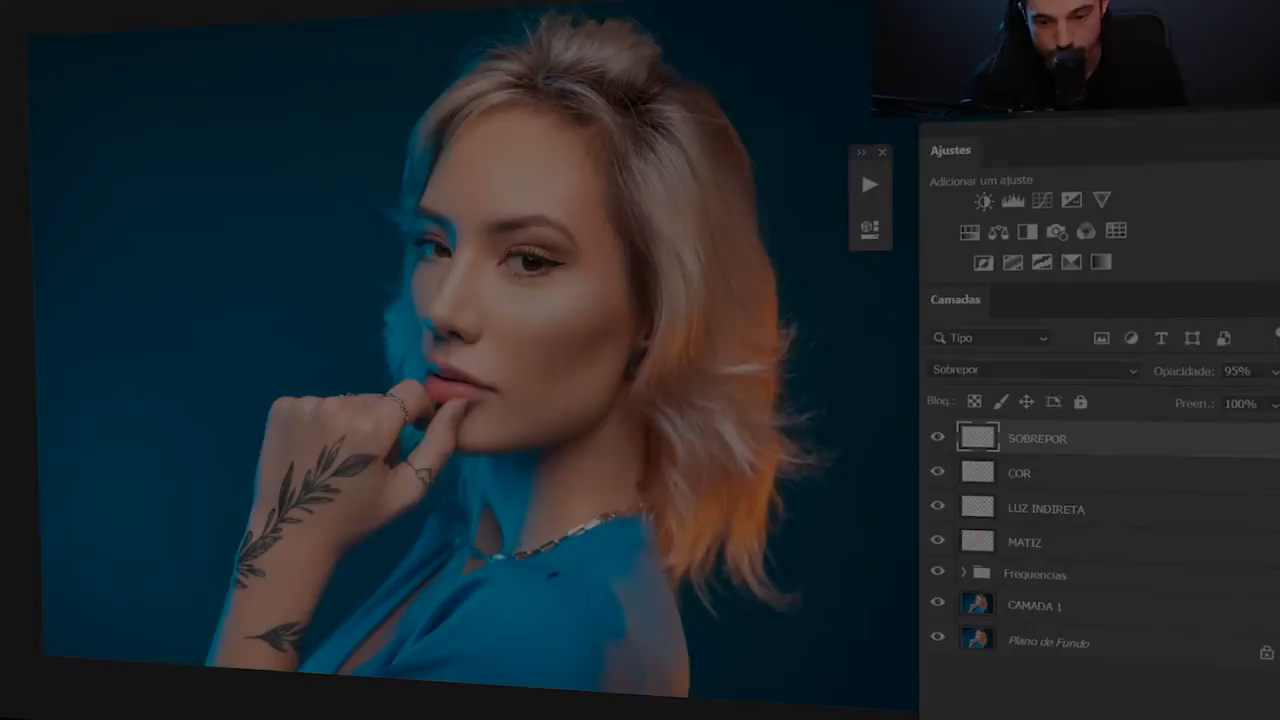 Ajustes
Adicionar um ajuste
Camadas
Tipo
Sobrepor
Opacidade: 95%
Bloq.:
Preen.: 100%
SOBREPOR
COR
LUZ INDIRETA
MATIZ
Frequencias
CAMADA 1
Plano de Fundo